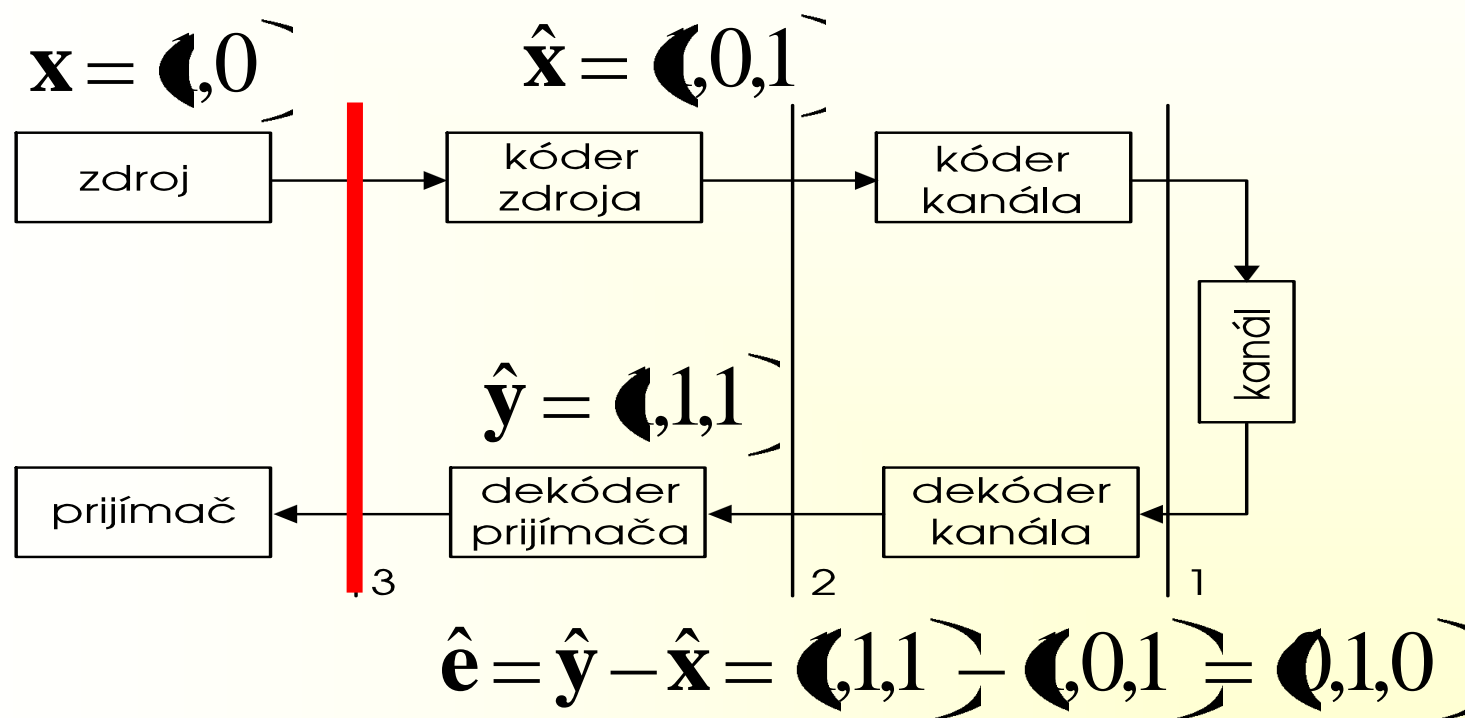 x = (1,0)
x̂ = (1,0,1)
zdroj
kóder
zdroja
kóder
kanála
kanál
ŷ = (1,1,1)
prijímač
dekóder
prijímača
dekóder
kanála
3
2
1
ê = ŷ − x̂ = (1,1,1) − (1,0,1) = (0,1,0)